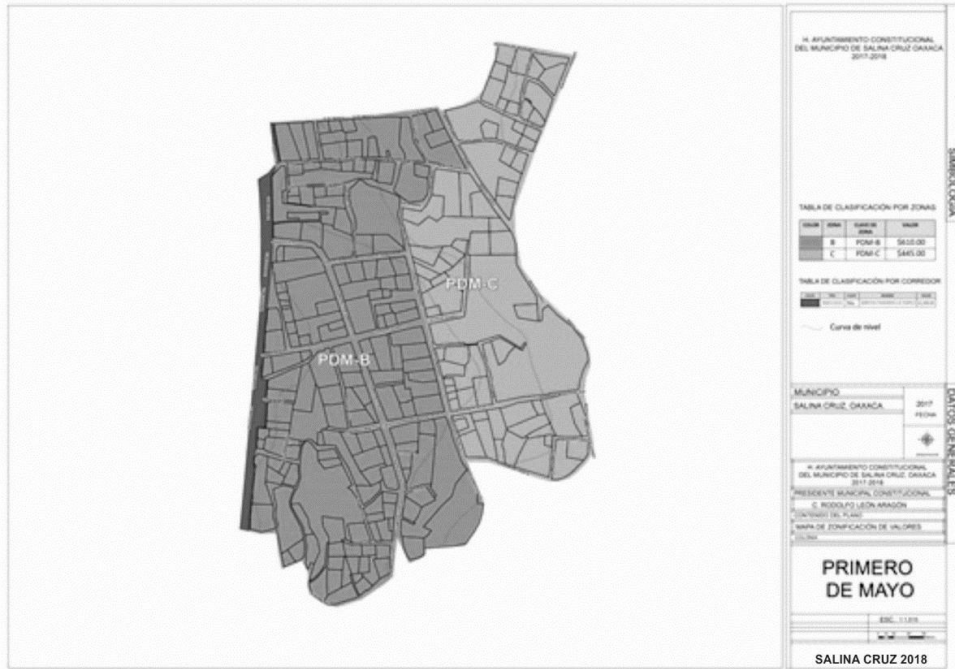 H. AYUNTAMIENTO CONSTITUCIONAL
DEL MUNICIPIO DE SALINA CRUZ OAXACA
2017-2018
SIMBOLOGIA
TABLA DE CLASIFICACIÓN POR ZONAS
COLOR ZONA CLAVE DE ZONA VALOR
B PDM-B $610.00
C PDM-C $445.00
TABLA DE CLASIFICACIÓN POR CORREDOR
Curva de nivel
PDM-C
PDM-B
DATOS GENERALES
MUNICIPIO
SALINA CRUZ, OAXACA
2017
FECHA
H. AYUNTAMIENTO CONSTITUCIONAL
DEL MUNICIPIO DE SALINA CRUZ, OAXACA
2017-2018
PRESIDENTE MUNICIPAL CONSTITUCIONAL
C. RODOLFO LEÓN ARAGÓN
CONTENIDO DEL PLANO
MAPA DE ZONIFICACIÓN DE VALORES
COLONIA
PRIMERO
DE MAYO
ESC.
SALINA CRUZ 2018